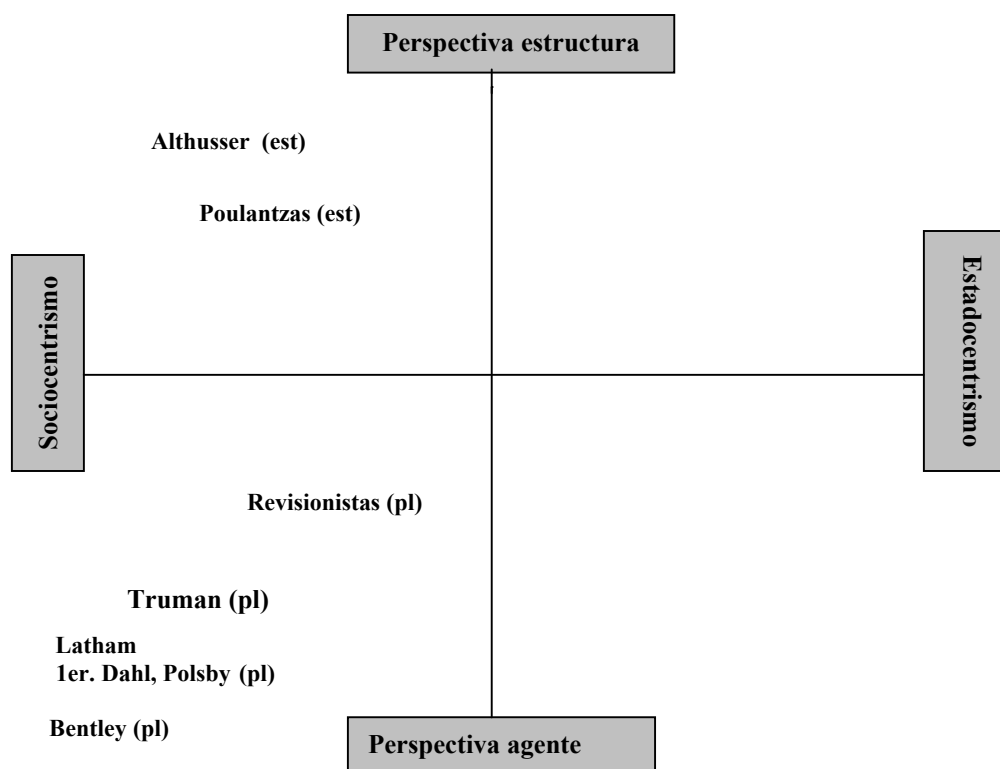 Perspectiva estructura
Althusser (est)
Poulantzas (est)
Sociocentrismo
Estadocentrismo
Revisionistas (pl)
Truman (pl)
Latham
1er. Dahl, Polsby (pl)
Bentley (pl)
Perspectiva agente